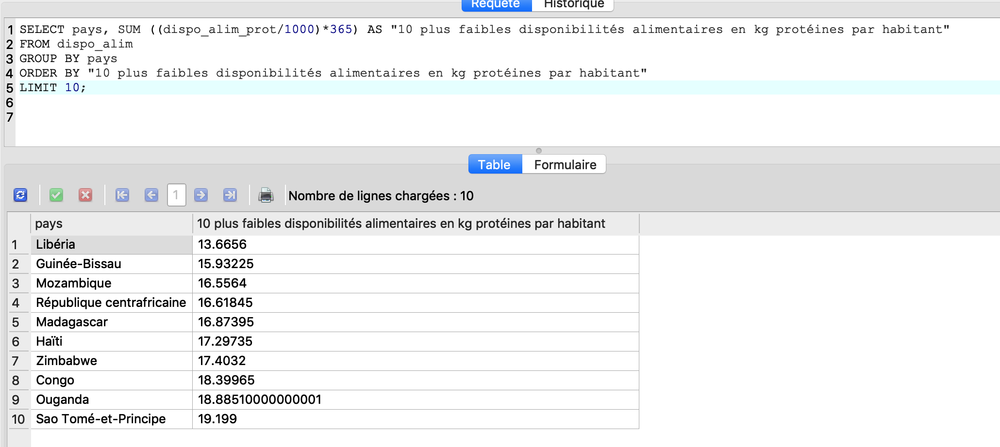 Requête Historique
1 SELECT pays, SUM ((dispo_alim_prot/1000)*365) AS "10 plus faibles disponibilités alimentaires en kg protéines par habitant"
2 FROM dispo_alim
3 GROUP BY pays
4 ORDER BY "10 plus faibles disponibilités alimentaires en kg protéines par habitant"
5 LIMIT 10;
6
7
Table Formulaire
1 Nombre de lignes chargées : 10
pays 10 plus faibles disponibilités alimentaires en kg protéines par habitant
1 Libéria 13.6656
2 Guinée-Bissau 15.93225
3 Mozambique 16.5564
4 République centrafricaine 16.61845
5 Madagascar 16.87395
6 Haïti 17.29735
7 Zimbabwe 17.4032
8 Congo 18.39965
9 Ouganda 18.88510000000001
10 Sao Tomé-et-Principe 19.199